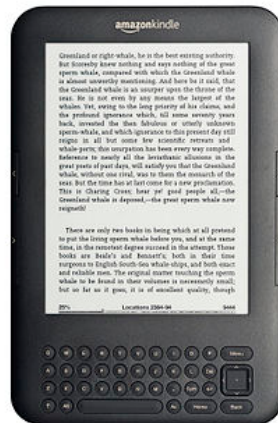 amazonkindle
Greenland or right-whale, he is the best existing authority.
But Scoresby knew nothing and says nothing of the great
sperm whale, compared with which the Greenland whale
is almost unworthy mentioning. And here be it said, that
the Greenland whale is an usurper upon the throne of the
seas. He is not even by any means the largest of the
whales. Yet, owing to the long priority of his claims, and
the profound ignorance which, till some seventy years
back, invested the then fabulous or utterly unknown
sperm-whale, and which ignorance to this present day still
reigns in all but some few scientific retreats and
whale-ports; this usurpation has been every way complete.
Reference to nearly all the leviathanic allusions in the
great poets of past days, will satisfy you that the Greenland
whale, without one rival, was to them the monarch of the
seas. But the time has at last come for a new proclamation.
This is Charing Cross; hear ye! good people all,—the
Greenland whale is deposed,—the great sperm whale now
reigneth!
There are only two books in being which at all pretend
to put the living sperm whale before you, and at the same
time, in the remotest degree succeed in the attempt. Those
books are Beale's and Bennett's; both in their time
surgeons to English South-Sea whale-ships, and both exact
and reliable men. The original matter touching the sperm
whale to be found in their volumes is necessarily small;
but so far as it goes, it is of excellent quality, though
25% Locations 2384-94 9444
Q W E R T Y U I O P Menu
A S D F G H J K L
Z X C V B N M
Alt Aa Home Back